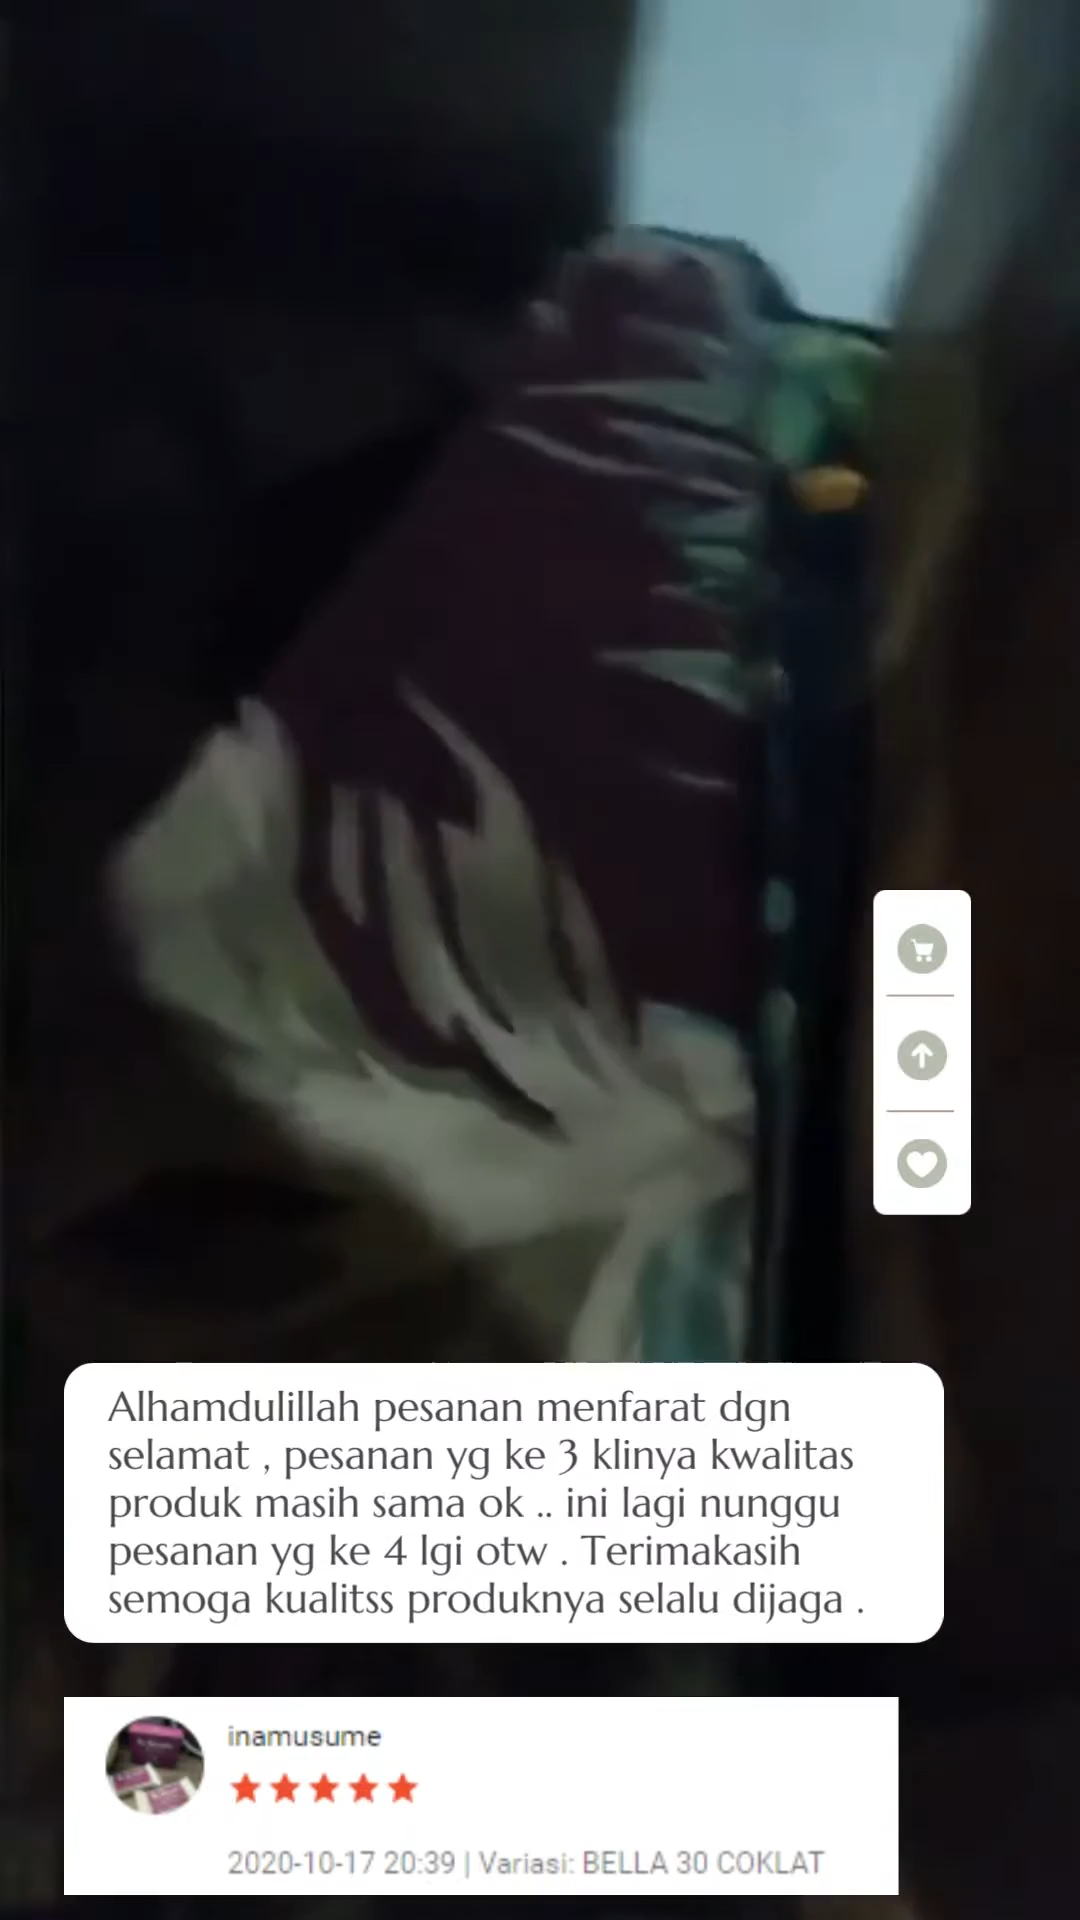 Alhamdulillah pesanan menfarat dgn
selamat , pesanan yg ke 3 klinya kwalitas
produk masih sama ok .. ini lagi nunggu
pesanan yg ke 4 lgi otw . Terimakasih
semoga kualitss produknya selalu dijaga .
inamusume
2020-10-17 20:39 | Variasi: BELLA 30 COKLAT